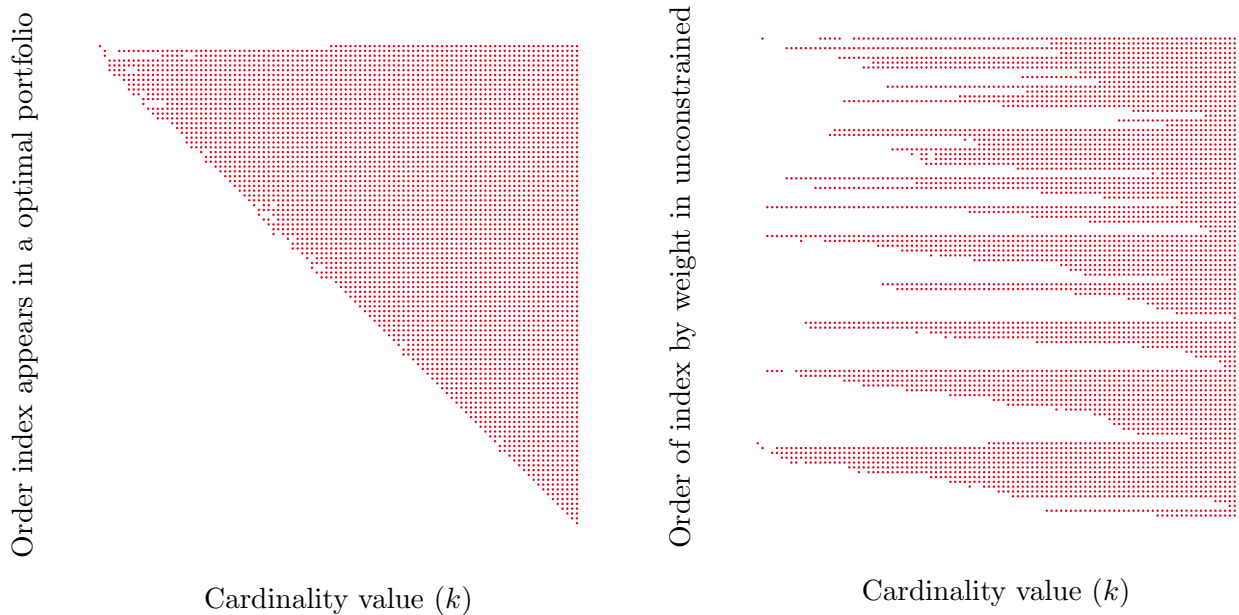 Order index appears in a optimal portfolio
Cardinality value (k)
Order of index by weight in unconstrained
Cardinality value (k)